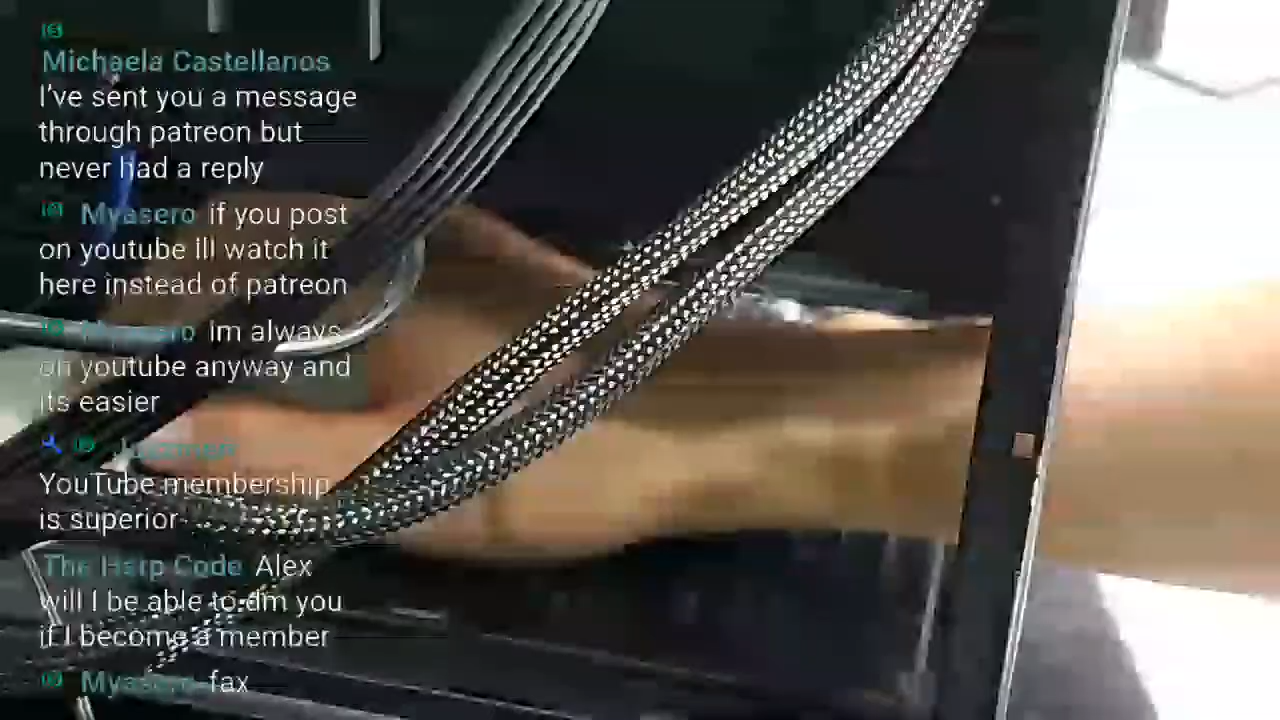 Michaela Castellanos
I've sent you a message
through patreon but
never had a reply
Myasero if you post
on youtube Ill watch it
here instead of patreon
Myasero im always
on youtube anyway and
its easier
YouTube membership
is superior
The Harp Code Alex
will I be able to dm you
if I become a member
Myasero fax